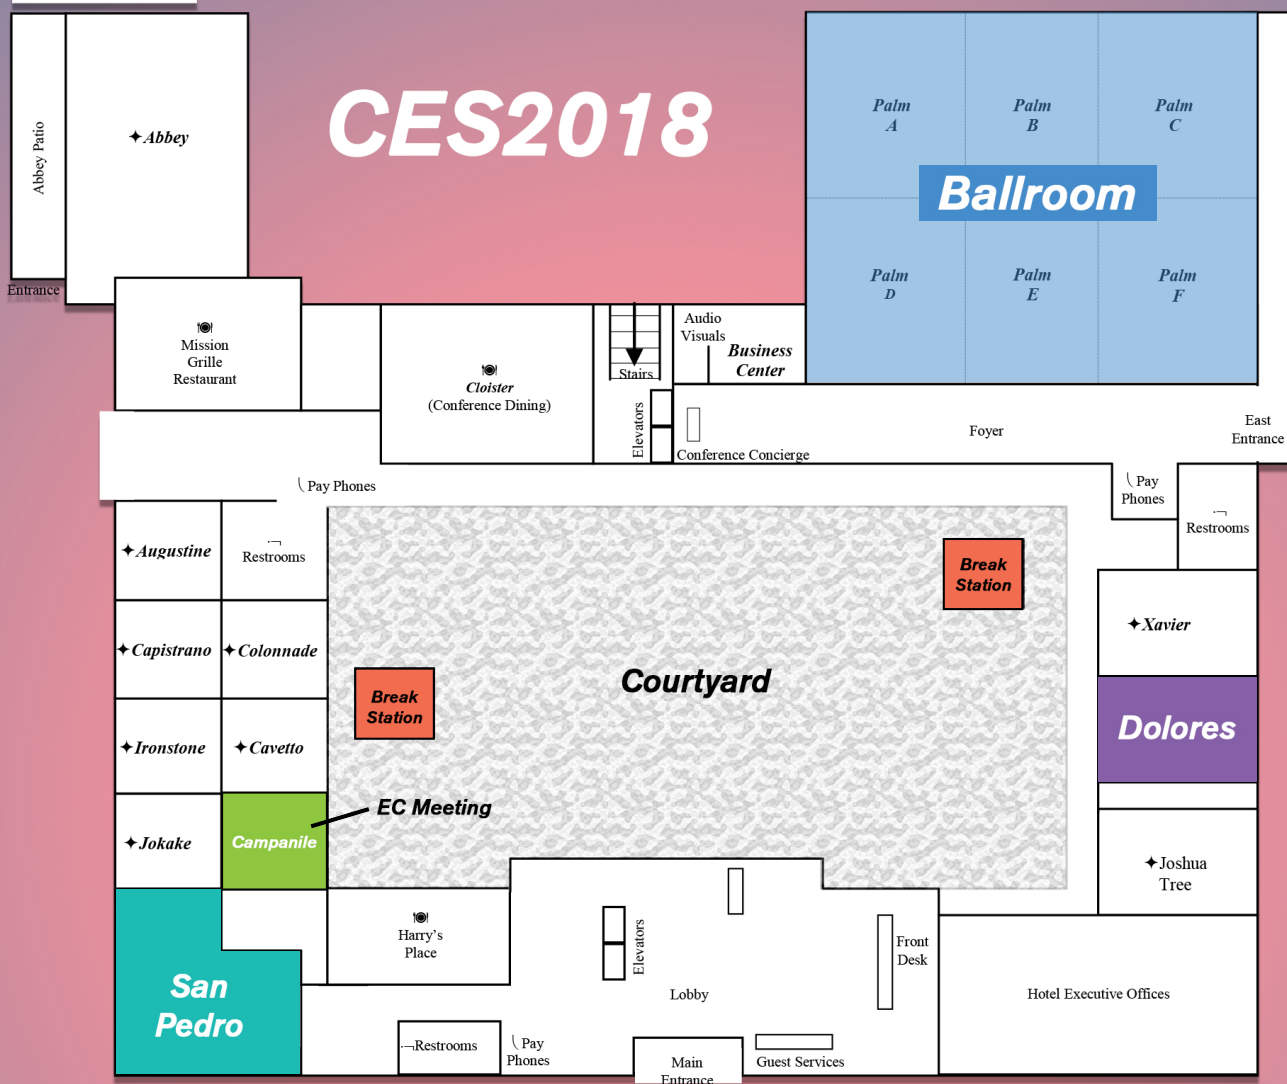 CES2018
Palm
A
Palm
B
Palm
C
Ballroom
Palm
D
Palm
E
Palm
F
Abbey Patio
Abbey
Entrance
Mission
Grille
Restaurant
Cloister
(Conference Dining)
Stairs
Audio
Visuals
Business
Center
Elevators
Conference Concierge
Foyer
East
Entrance
Pay Phones
Pay
Phones
Restrooms
Augustine
Restrooms
Break
Station
Capistrano
Colonnade
Xavier
Courtyard
Break
Station
Dolores
Ironstone
Cavetto
EC Meeting
Jokake
Campanile
Joshua
Tree
Harry's
Place
Elevators
Front
Desk
San
Pedro
Lobby
Hotel Executive Offices
Restrooms
Pay
Phones
Main
Entrance
Guest Services